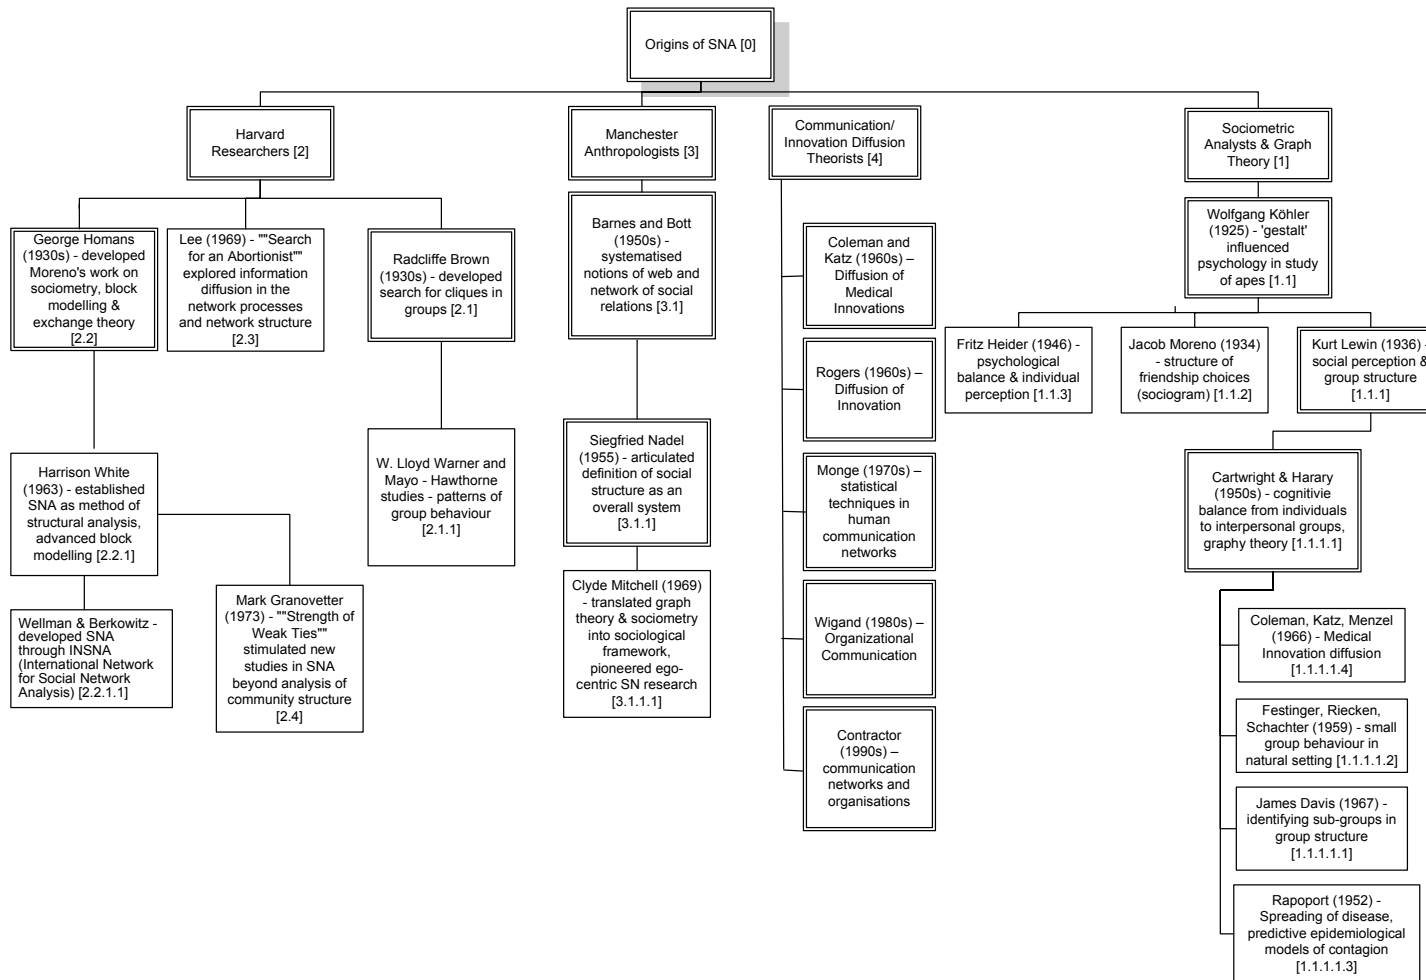 Origins of SNA [0]
Harvard
Researchers [2]
Manchester
Anthropologists [3]
Communication/
Innovation Diffusion
Theorists [4]
Sociometric
Analysts & Graph
Theory [1]
George Homans
(1930s) - developed
Moreno's work on
sociometry, block
modelling &
exchange theory
[2.2]
Lee (1969) - ""Search
for an Abortionist""
explored information
diffusion in the
network processes
and network structure
[2.3]
Radcliffe Brown
(1930s) - developed
search for cliques in
groups [2.1]
Barnes and Bott
(1950s) -
systematised
notions of web and
network of social
relations [3.1]
Coleman and
Katz (1960s) –
Diffusion of
Medical
Innovations
Wolfgang Köhler
(1925) - 'gestalt'
influenced
psychology in study
of apes [1.1]
Fritz Heider (1946) -
psychological
balance & individual
perception [1.1.3]
Jacob Moreno (1934)
- structure of
friendship choices
(sociogram) [1.1.2]
Kurt Lewin (1936) -
social perception &
group structure
[1.1.1]
Rogers (1960s) –
Diffusion of
Innovation
Harrison White
(1963) - established
SNA as method of
structural analysis,
advanced block
modelling [2.2.1]
W. Lloyd Warner and
Mayo - Hawthorne
studies - patterns of
group behaviour
[2.1.1]
Siegfried Nadel
(1955) - articulated
definition of social
structure as an
overall system
[3.1.1]
Monge (1970s) –
statistical
techniques in
human
communication
networks
Cartwright & Harary
(1950s) - cognitivie
balance from individuals
to interpersonal groups,
graphy theory [1.1.1.1]
Wellman & Berkowitz -
developed SNA
through INSNA
(International Network
for Social Network
Analysis) [2.2.1.1]
Mark Granovetter
(1973) - ""Strength of
Weak Ties""
stimulated new
studies in SNA
beyond analysis of
community structure
[2.4]
Clyde Mitchell (1969)
- translated graph
theory & sociometry
into sociological
framework,
pioneered ego-
centric SN research
[3.1.1.1]
Wigand (1980s) –
Organizational
Communication
Contractor
(1990s) –
communication
networks and
organisations
Coleman, Katz, Menzel
(1966) - Medical
Innovation diffusion
[1.1.1.1.4]
Festinger, Riecken,
Schachter (1959) - small
group behaviour in
natural setting [1.1.1.1.2]
James Davis (1967) -
identifying sub-groups in
group structure
[1.1.1.1.1]
Rapoport (1952) -
Spreading of disease,
predictive epidemiological
models of contagion
[1.1.1.1.3]